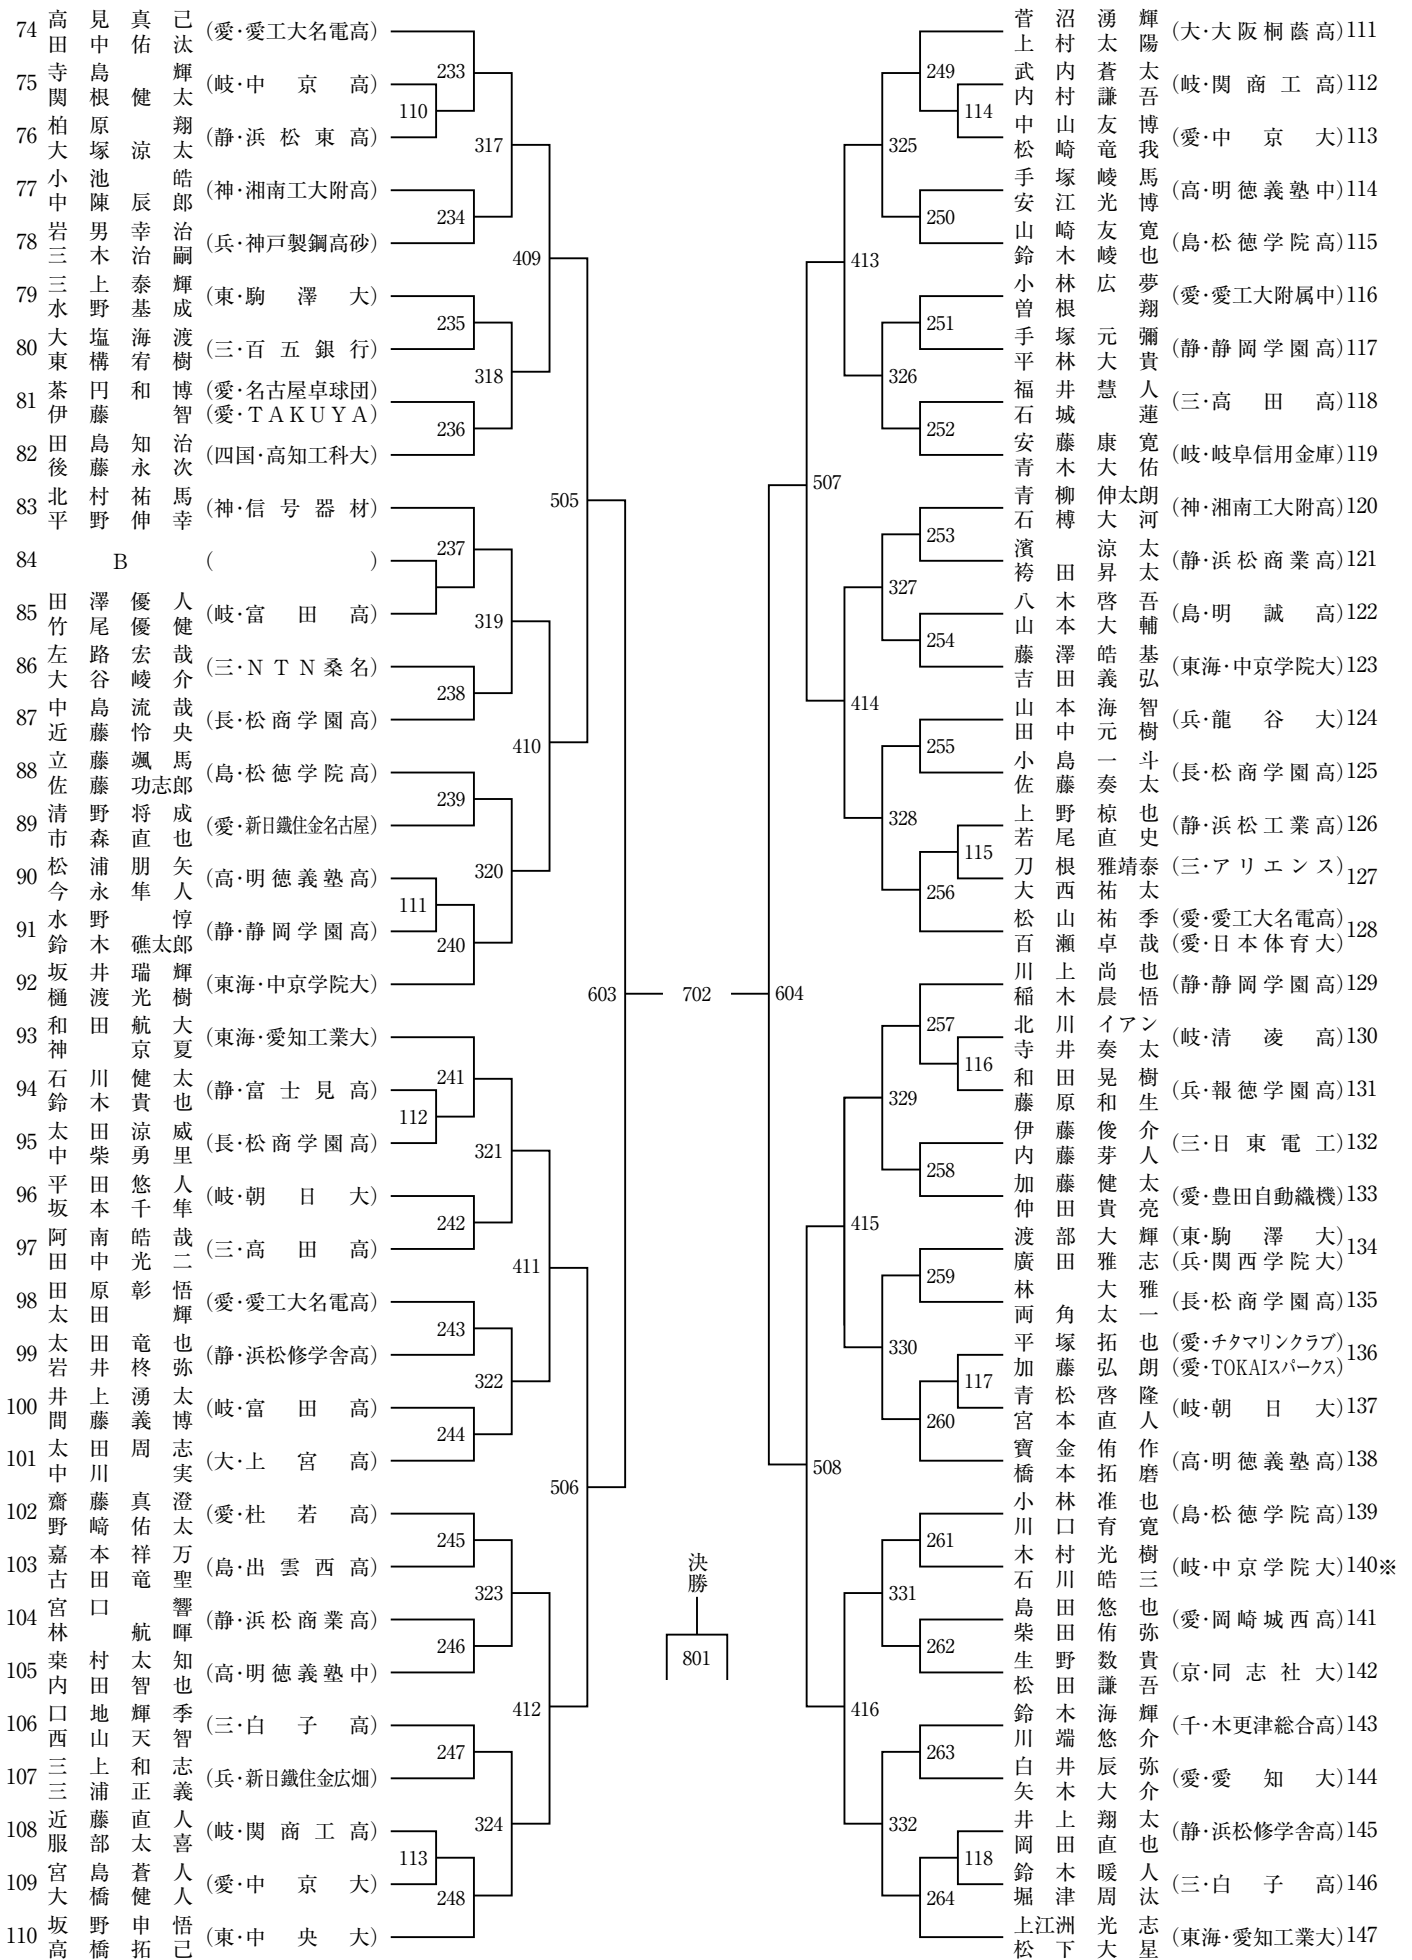 74 高見真己 (愛・愛工大名電高)
田中佑汰
75 寺島輝 (岐・中京高)
関根健太
76 柏原翔 (静・浜松東高)
大塚涼太
77 小池皓 (神・湘南工大附高)
中陳辰郎
78 岩男幸治 (兵・神戸製鋼高砂)
三木治嗣
79 三上泰輝 (東・駒澤大)
水野基成
80 大塩海渡 (三・百五銀行)
東構宥樹
81 茶円和博 (愛・名古屋卓球団)
伊藤智 (愛・TAKUYA)
82 田島知治 (四国・高知工科大)
後藤永次
83 北村祐馬 (神・信号器材)
平野伸幸
84 B ( )
85 田澤優人 (岐・富田高)
竹尾優健
86 左路宏哉 (三・NTN桑名)
大谷崚介
87 中島流哉 (長・松商学園高)
近藤怜央
88 立藤颯馬 (島・松徳学院高)
佐藤功志郎
89 清野将成 (愛・新日鐵住金名古屋)
市森直也
90 松浦朋矢 (高・明徳義塾高)
今永隼人
91 水野惇 (静・静岡学園高)
鈴木礁太郎
92 坂井瑞輝 (東海・中京学院大)
樋渡光樹
93 和田航大 (東海・愛知工業大)
神京夏
94 石川健太 (静・富士見高)
鈴木貴也
95 太田涼威 (長・松商学園高)
中柴勇里
96 平田悠人 (岐・朝日大)
坂本千隼
97 阿南皓哉 (三・高田高)
田中光二
98 田原彰悟 (愛・愛工大名電高)
太田輝
99 太田竜也 (静・浜松修学舎高)
岩井柊弥
100 井上湧太 (岐・富田高)
間藤義博
101 太田周志 (大・上宮高)
中川実
102 齋藤真澄 (愛・杜若高)
野﨑佑太
103 嘉本祥万 (島・出雲西高)
古田竜聖
104 宮口響 (静・浜松商業高)
林航暉
105 桒村太知 (高・明徳義塾中)
内田智也
106 口地輝季 (三・白子高)
西山天智
107 三上和志 (兵・新日鐵住金広畑)
三浦正義
108 近藤直人 (岐・関商工高)
服部太喜
109 宮島蒼人 (愛・中京大)
大橋健人
110 坂野申悟 (東・中央大)
高橋拓己
110
111
112
113
233
234
235
236
237
238
239
240
241
242
243
244
245
246
247
248
317
318
319
320
321
322
323
324
409
410
411
412
505
506
603
702
604
決勝
801
507
508
413
414
415
416
325
326
327
328
329
330
331
332
249
250
251
252
253
254
255
256
257
258
259
260
261
262
263
264
114
115
116
117
118
菅沼湧輝 (大・大阪桐蔭高) 111
上村太陽
武内蒼太 (岐・関商工高) 112
内村謙吾
中山友博 (愛・中京大) 113
松崎竜我
手塚崚馬 (高・明徳義塾中) 114
安江光博
山崎友寛 (島・松徳学院高) 115
鈴木崚也
小林広夢 (愛・愛工大附属中) 116
曽根翔
手塚元彌 (静・静岡学園高) 117
平林大貴
福井慧人 (三・高田高) 118
石城蓮
安藤康寛 (岐・岐阜信用金庫) 119
青木大佑
青柳伸太朗 (神・湘南工大附高) 120
石榑大河
濱涼太 (静・浜松商業高) 121
袴田昇太
八木啓吾 (島・明誠高) 122
山本大輔
藤澤皓基 (東海・中京学院大) 123
吉田義弘
山本海智 (兵・龍谷大) 124
田中元樹
小島一斗 (長・松商学園高) 125
佐藤奏太
上野椋也 (静・浜松工業高) 126
若尾直史
刀根雅靖泰 (三・アリエンス) 127
大西祐太
松山祐季 (愛・愛工大名電高) 128
百瀬卓哉 (愛・日本体育大)
川上尚也 (静・静岡学園高) 129
稲木晨悟
北川イアン (岐・清凌高) 130
寺井奏太
和田晃樹 (兵・報徳学園高) 131
藤原和生
伊藤俊介 (三・日東電工) 132
内藤芽人
加藤健太 (愛・豊田自動織機) 133
仲田貴亮
渡部大輝 (東・駒澤大) 134
廣田雅志 (兵・関西学院大)
林大雅 (長・松商学園高) 135
両角太一
平塚拓也 (愛・チタマリンクラブ) 136
加藤弘朗 (愛・TOKAIスパークス)
青松啓隆 (岐・朝日大) 137
宮本直人
寶金侑作 (高・明徳義塾高) 138
橋本拓磨
小林准也 (島・松徳学院高) 139
川口育寛
木村光樹 (岐・中京学院大) 140※
石川皓三
島田悠也 (愛・岡崎城西高) 141
柴田侑弥
生野数貴 (京・同志社大) 142
松田謙吾
鈴木海輝 (千・木更津総合高) 143
川端悠介
白井辰弥 (愛・愛知大) 144
矢木大介
井上翔太 (静・浜松修学舎高) 145
岡田直也
鈴木暖人 (三・白子高) 146
堀津周汰
上江洲光志 (東海・愛知工業大) 147
松下大星